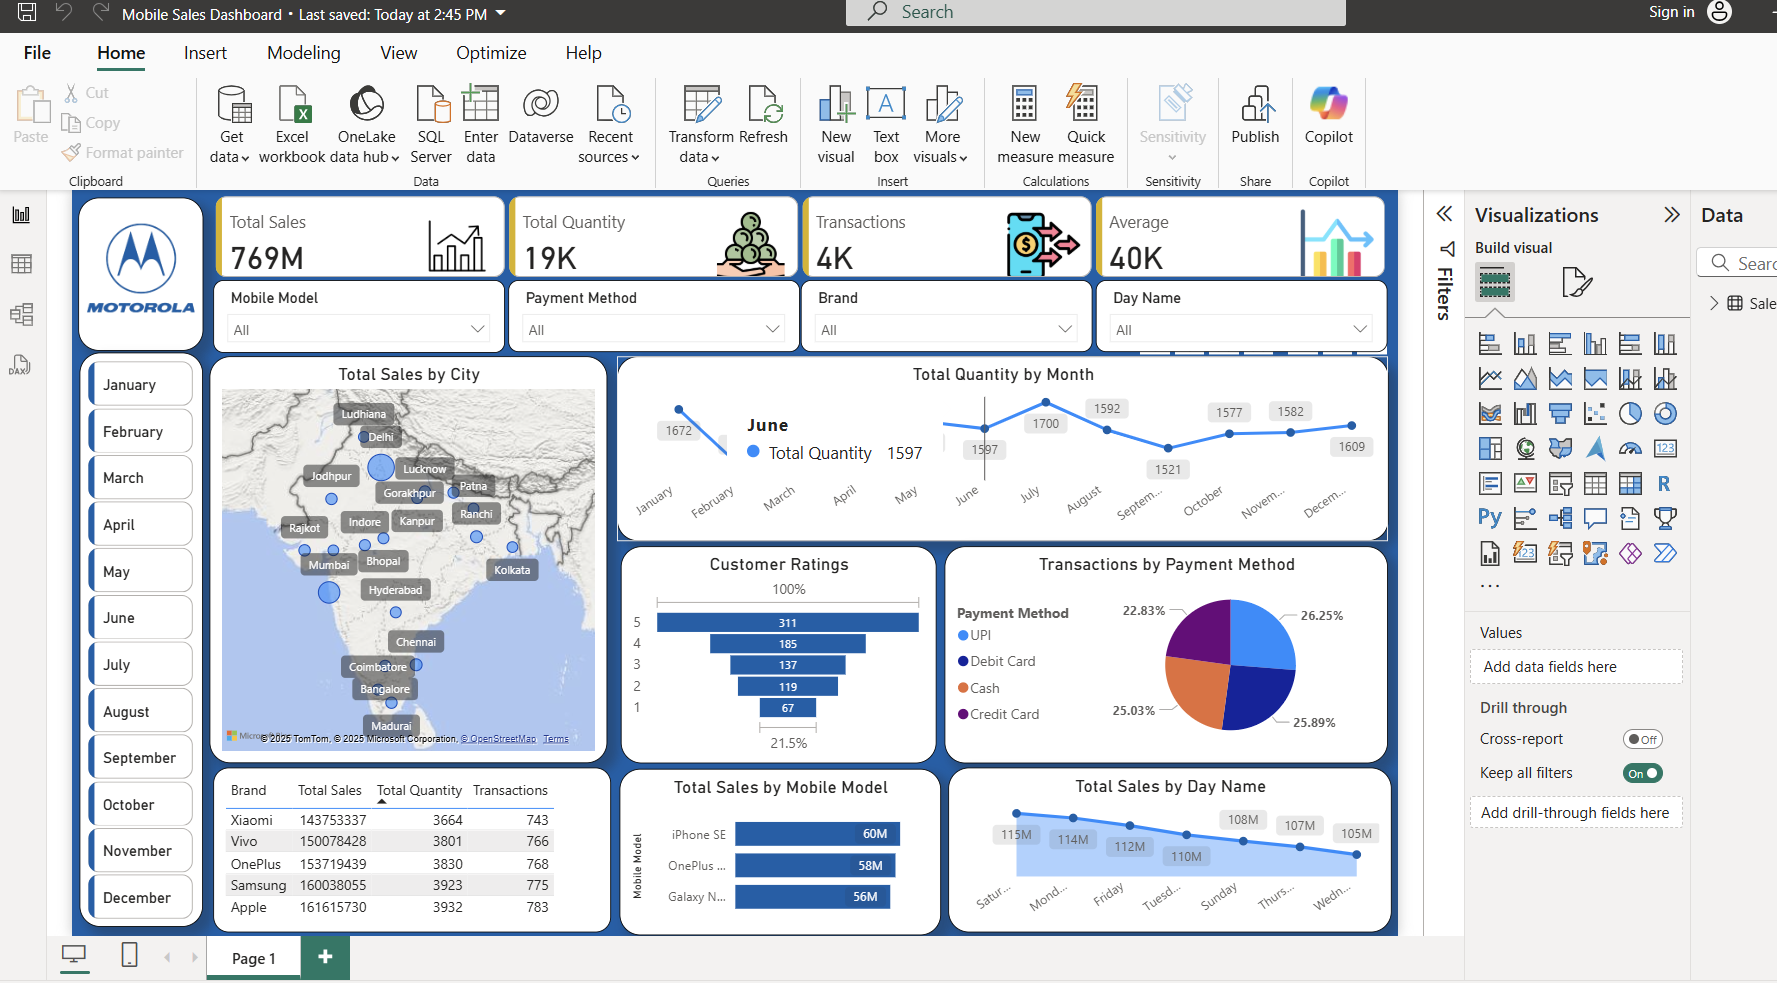 Mobile Sales Dashboard • Last saved: Today at 2:45 PM
Search
Sign in
File
Home
Insert
Modeling
View
Optimize
Help
Paste
Cut
Copy
Format painter
Clipboard
Get data
Excel workbook
OneLake data hub
SQL Server
Enter data
Dataverse
Recent sources
Data
Transform data
Refresh
Queries
New visual
Text box
More visuals
Insert
New measure
Quick measure
Calculations
Sensitivity
Sensitivity
Publish
Share
Copilot
Copilot
DAX
MOTOROLA
Total Sales
769M
Total Quantity
19K
Transactions
4K
Average
40K
Mobile Model
All
Payment Method
All
Brand
All
Day Name
All
January
February
March
April
May
June
July
August
September
October
November
December
Total Sales by City
Ludhiana
Delhi
Lucknow
Jodhpur
Gorakhpur
Patna
Ranchi
Rajkot
Indore
Kanpur
Mumbai
Bhopal
Kolkata
Hyderabad
Chennai
Coimbatore
Bangalore
Madurai
© 2025 TomTom, © 2025 Microsoft Corporation, © OpenStreetMap Terms
Total Quantity by Month
1672
June
Total Quantity 1597
1597
1700
1592
1521
1577
1582
1609
January
February
March
April
May
June
July
August
Septem...
October
Novem...
Decem...
Customer Ratings
100%
5 311
4 185
3 137
2 119
1 67
21.5%
Transactions by Payment Method
Payment Method
UPI
Debit Card
Cash
Credit Card
22.83%
26.25%
25.03%
25.89%
Brand Total Sales Total Quantity Transactions
Xiaomi 143753337 3664 743
Vivo 150078428 3801 766
OnePlus 153719439 3830 768
Samsung 160038055 3923 775
Apple 161615730 3932 783
Total Sales by Mobile Model
Mobile Model
iPhone SE 60M
OnePlus ... 58M
Galaxy N... 56M
Total Sales by Day Name
115M
114M
112M
110M
108M
107M
105M
Satur...
Mond...
Friday
Tuesd...
Sunday
Thurs...
Wedn...
Filters
Visualizations
Build visual
123
R
Py
123
...
Values
Add data fields here
Drill through
Cross-report
Off
Keep all filters
On
Add drill-through fields here
Data
Searc
Sale
Page 1